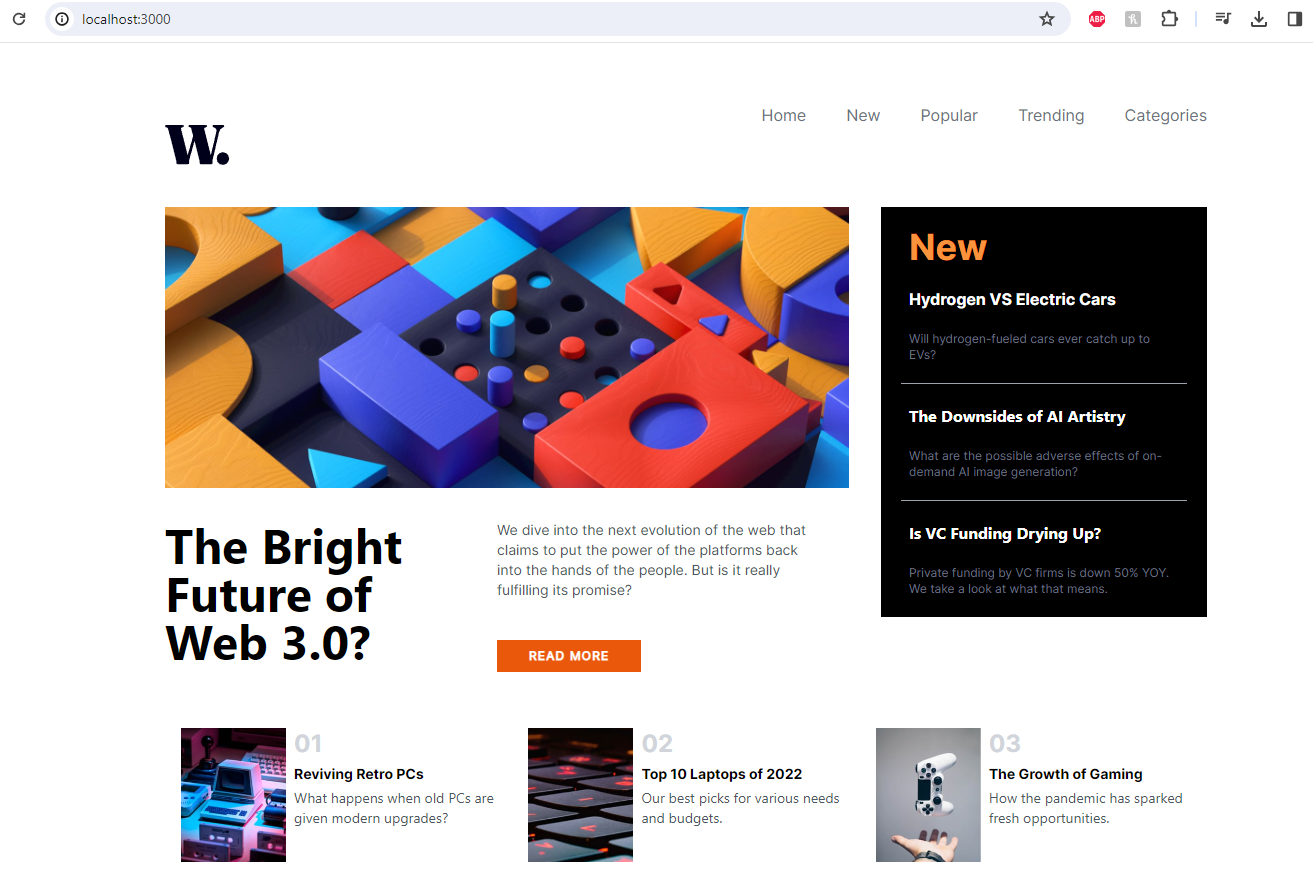 localhost:3000
ABP
W.
Home New Popular Trending Categories
New
Hydrogen VS Electric Cars
Will hydrogen-fueled cars ever catch up to
EVs?
The Downsides of AI Artistry
What are the possible adverse effects of on-
demand AI image generation?
Is VC Funding Drying Up?
Private funding by VC firms is down 50% YOY.
We take a look at what that means.
The Bright
Future of
Web 3.0?
We dive into the next evolution of the web that
claims to put the power of the platforms back
into the hands of the people. But is it really
fulfilling its promise?
READ MORE
01
Reviving Retro PCs
What happens when old PCs are
given modern upgrades?
02
Top 10 Laptops of 2022
Our best picks for various needs
and budgets.
03
The Growth of Gaming
How the pandemic has sparked
fresh opportunities.